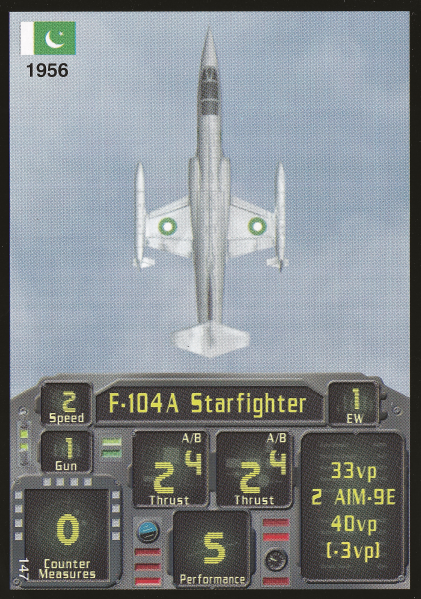 1956
2
Speed
F-104A Starfighter
1
EW
1
Gun
A/B
2 4
Thrust
A/B
2 4
Thrust
33vp
2 AIM-9E
40vp
(-3vp)
0
Counter
Measures
5
Performance
147